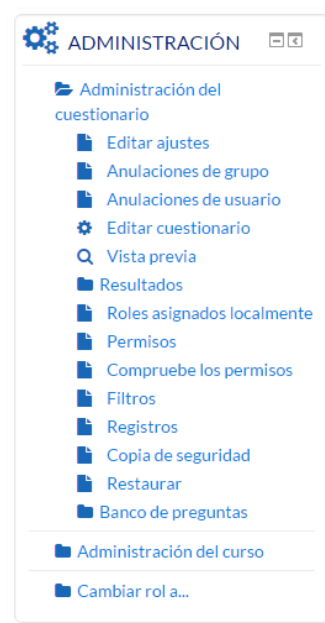 ADMINISTRACIÓN
Administración del
cuestionario
Editar ajustes
Anulaciones de grupo
Anulaciones de usuario
Editar cuestionario
Vista previa
Resultados
Roles asignados localmente
Permisos
Compruebe los permisos
Filtros
Registros
Copia de seguridad
Restaurar
Banco de preguntas
Administración del curso
Cambiar rol a...